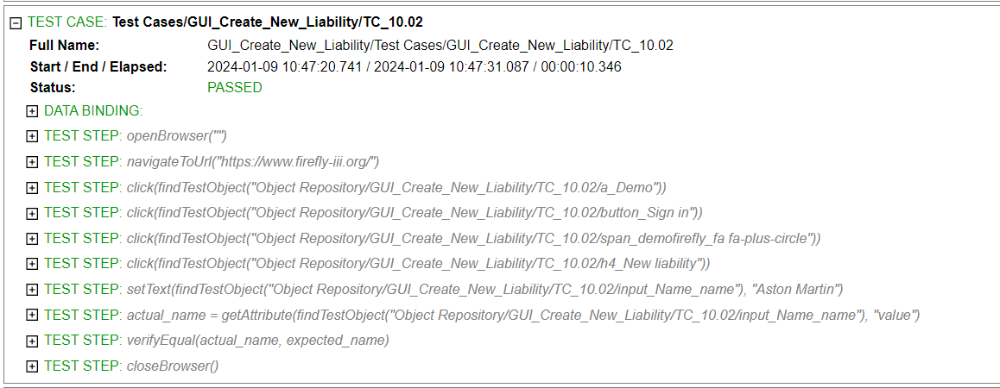 TEST CASE: Test Cases/GUI_Create_New_Liability/TC_10.02
Full Name: GUI_Create_New_Liability/Test Cases/GUI_Create_New_Liability/TC_10.02
Start / End / Elapsed: 2024-01-09 10:47:20.741 / 2024-01-09 10:47:31.087 / 00:00:10.346
Status: PASSED
DATA BINDING:
TEST STEP: openBrowser("")
TEST STEP: navigateToUrl("https://www.firefly-iii.org/")
TEST STEP: click(findTestObject("Object Repository/GUI_Create_New_Liability/TC_10.02/a_Demo"))
TEST STEP: click(findTestObject("Object Repository/GUI_Create_New_Liability/TC_10.02/button_Sign in"))
TEST STEP: click(findTestObject("Object Repository/GUI_Create_New_Liability/TC_10.02/span_demofirefly_fa fa-plus-circle"))
TEST STEP: click(findTestObject("Object Repository/GUI_Create_New_Liability/TC_10.02/h4_New liability"))
TEST STEP: setText(findTestObject("Object Repository/GUI_Create_New_Liability/TC_10.02/input_Name_name"), "Aston Martin")
TEST STEP: actual_name = getAttribute(findTestObject("Object Repository/GUI_Create_New_Liability/TC_10.02/input_Name_name"), "value")
TEST STEP: verifyEqual(actual_name, expected_name)
TEST STEP: closeBrowser()